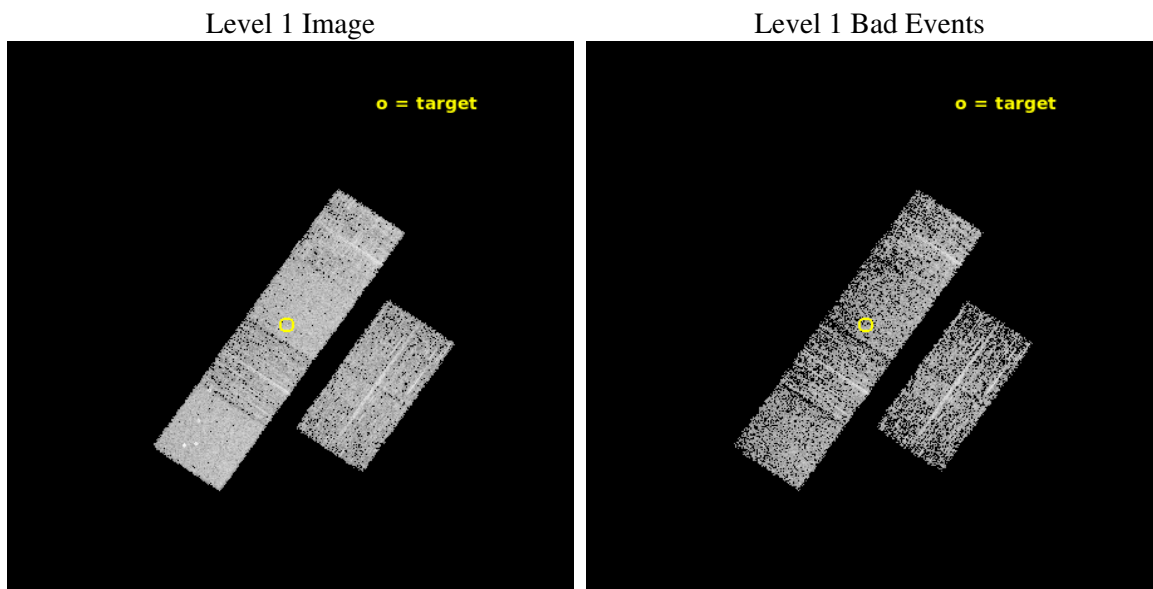 Level 1 Image
Level 1 Bad Events
o = target
o = target